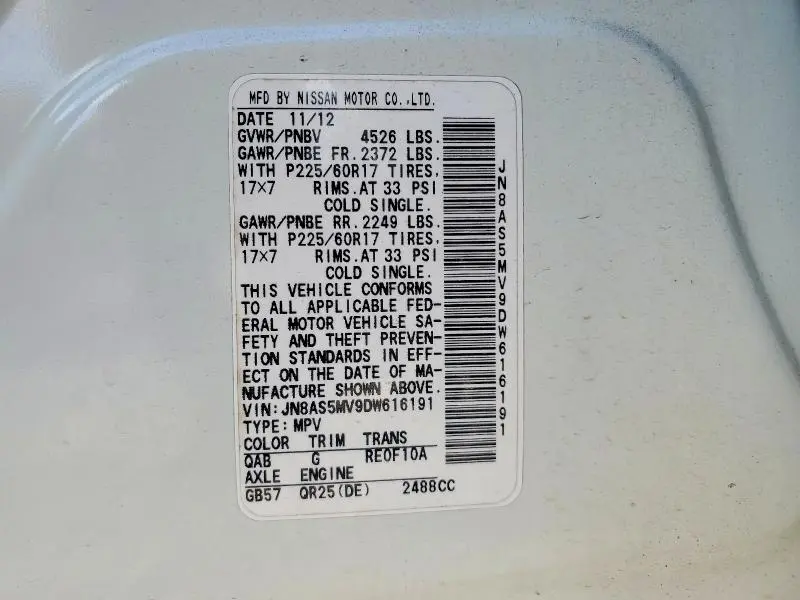 MFD BY NISSAN MOTOR CO.,LTD.
DATE 11/12
GVWR/PNBV 4526 LBS.
GAWR/PNBE FR.2372 LBS.
WITH P225/60R17 TIRES,
17×7 RIMS.AT 33 PSI
COLD SINGLE.
GAWR/PNBE RR.2249 LBS.
WITH P225/60R17 TIRES,
17×7 RIMS.AT 33 PSI
COLD SINGLE.
THIS VEHICLE CONFORMS
TO ALL APPLICABLE FED-
ERAL MOTOR VEHICLE SA-
FETY AND THEFT PREVEN-
TION STANDARDS IN EFF-
ECT ON THE DATE OF MA-
NUFACTURE SHOWN ABOVE.
VIN:JN8AS5MV9DW616191
TYPE:MPV
COLOR TRIM TRANS
QAB G RE0F10A
AXLE ENGINE
GB57 QR25(DE) 2488CC
JN8AS5MV9DW616191